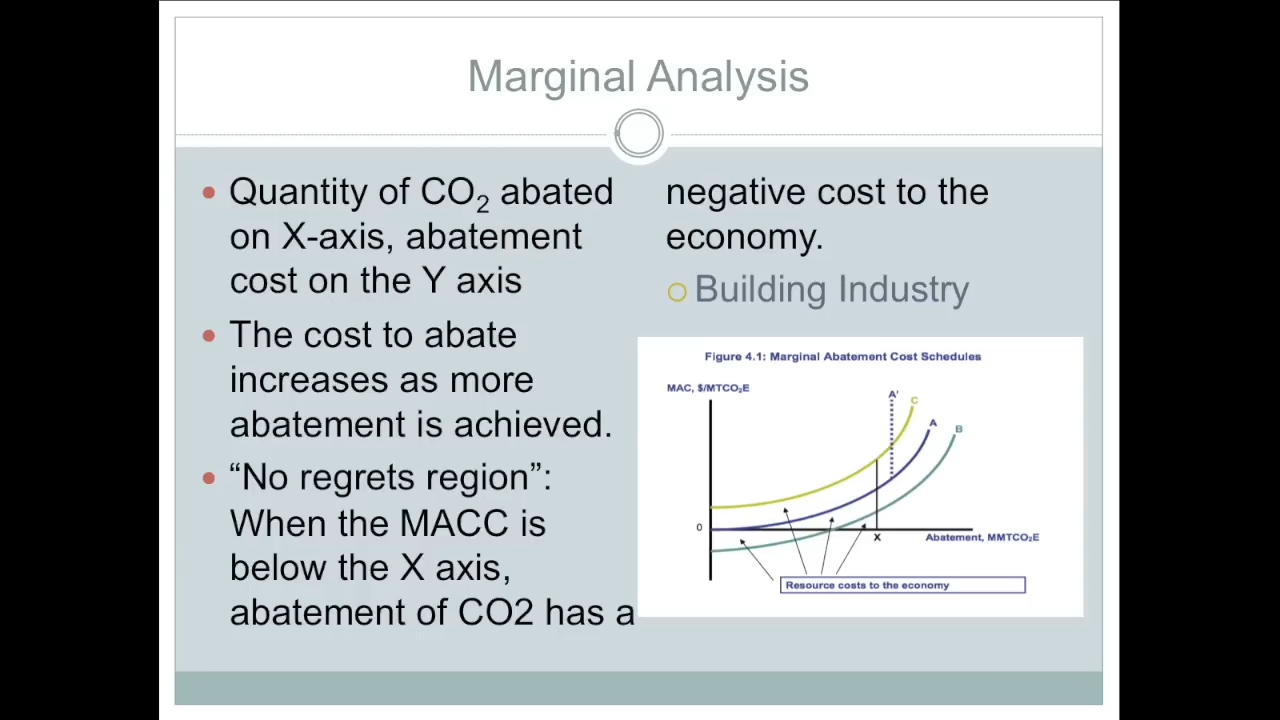 Marginal Analysis
• Quantity of CO₂ abated
on X-axis, abatement
cost on the Y axis
• The cost to abate
increases as more
abatement is achieved.
• “No regrets region”:
When the MACC is
below the X axis,
abatement of CO2 has a
negative cost to the
economy.
○ Building Industry
Figure 4.1: Marginal Abatement Cost Schedules
MAC, $/MTCO₂E
A'
C
A
B
0
X
Abatement, MMTCO₂E
Resource costs to the economy